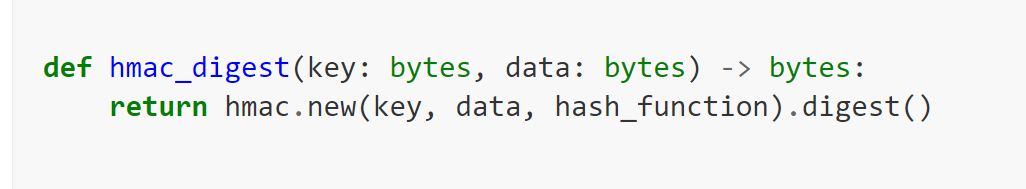 def hmac_digest(key: bytes, data: bytes) -> bytes:
    return hmac.new(key, data, hash_function).digest()